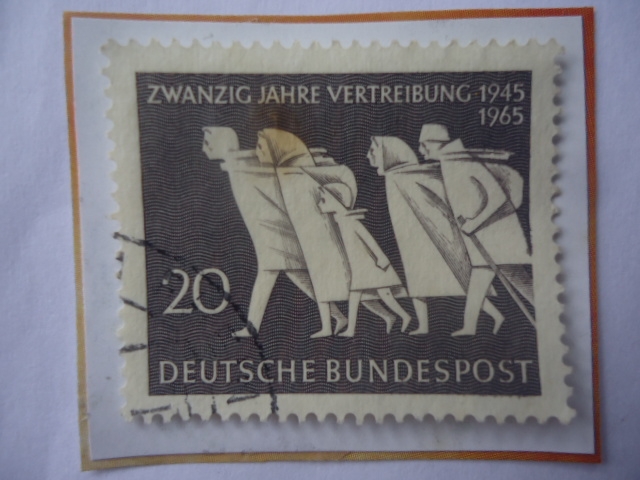 ZWANZIG JAHRE VERTREIBUNG 1945
1965
20
DEUTSCHE BUNDESPOST